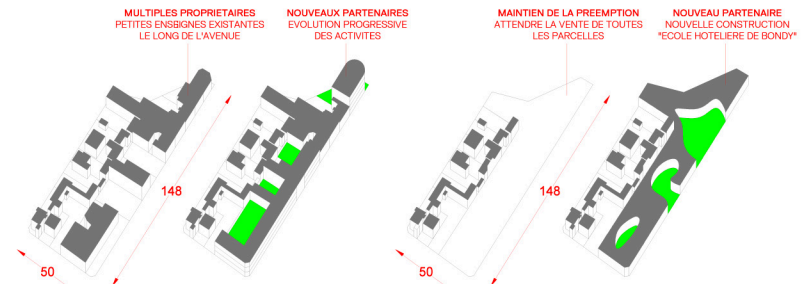 MULTIPLES PROPRIETAIRES
PETITES ENSEIGNES EXISTANTES
LE LONG DE L'AVENUE
NOUVEAUX PARTENAIRES
EVOLUTION PROGRESSIVE
DES ACTIVITES
MAINTIEN DE LA PREEMPTION
ATTENDRE LA VENTE DE TOUTES
LES PARCELLES
NOUVEAU PARTENAIRE
NOUVELLE CONSTRUCTION
"ECOLE HOTELIERE DE BONDY"
148
50
148
50